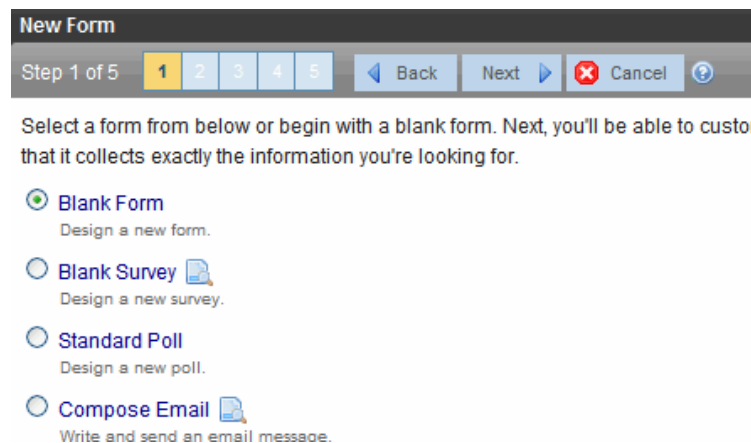 New Form
Step 1 of 5 1 2 3 4 5 Back Next Cancel ?
Select a form from below or begin with a blank form. Next, you'll be able to custo
that it collects exactly the information you're looking for.
Blank Form
Design a new form.
Blank Survey
Design a new survey.
Standard Poll
Design a new poll.
Compose Email
Write and send an email message.